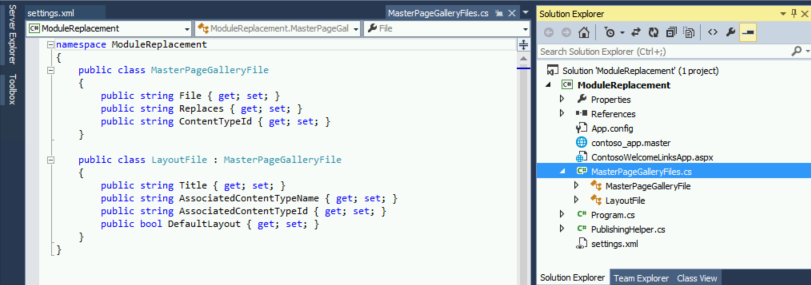 Server Explorer
Toolbox
settings.xml
MasterPageGalleryFiles.cs
ModuleReplacement
ModuleReplacement.MasterPageGal
File
namespace ModuleReplacement
{
public class MasterPageGalleryFile
{
public string File { get; set; }
public string Replaces { get; set; }
public string ContentTypeId { get; set; }
}
public class LayoutFile : MasterPageGalleryFile
{
public string Title { get; set; }
public string AssociatedContentTypeName { get; set; }
public string AssociatedContentTypeId { get; set; }
public bool DefaultLayout { get; set; }
}
}
Solution Explorer
Search Solution Explorer (Ctrl+;)
Solution 'ModuleReplacement' (1 project)
C# ModuleReplacement
Properties
References
App.config
contoso_app.master
ContosoWelcomeLinksApp.aspx
C# MasterPageGalleryFiles.cs
MasterPageGalleryFile
LayoutFile
C# Program.cs
C# PublishingHelper.cs
settings.xml
Solution Explorer Team Explorer Class View